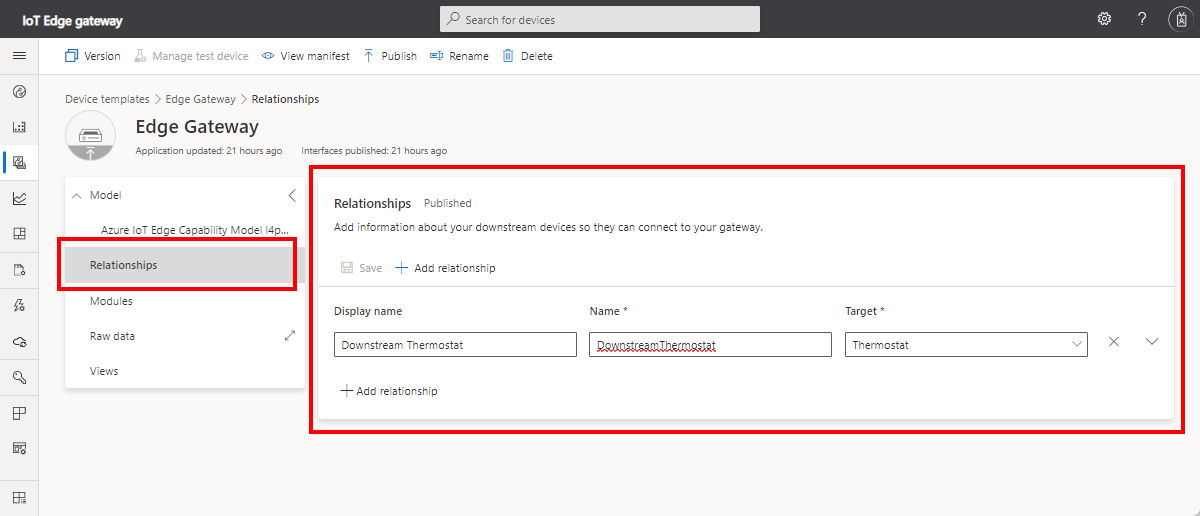 IoT Edge gateway
Search for devices
?
Version Manage test device View manifest Publish Rename Delete
Device templates > Edge Gateway > Relationships
Edge Gateway
Application updated: 21 hours ago Interfaces published: 21 hours ago
Model
Azure IoT Edge Capability Model l4p...
Relationships
Modules
Raw data
Views
Relationships Published
Add information about your downstream devices so they can connect to your gateway.
Save + Add relationship
Display name Name * Target *
Downstream Thermostat DownstreamThermostat Thermostat
+ Add relationship